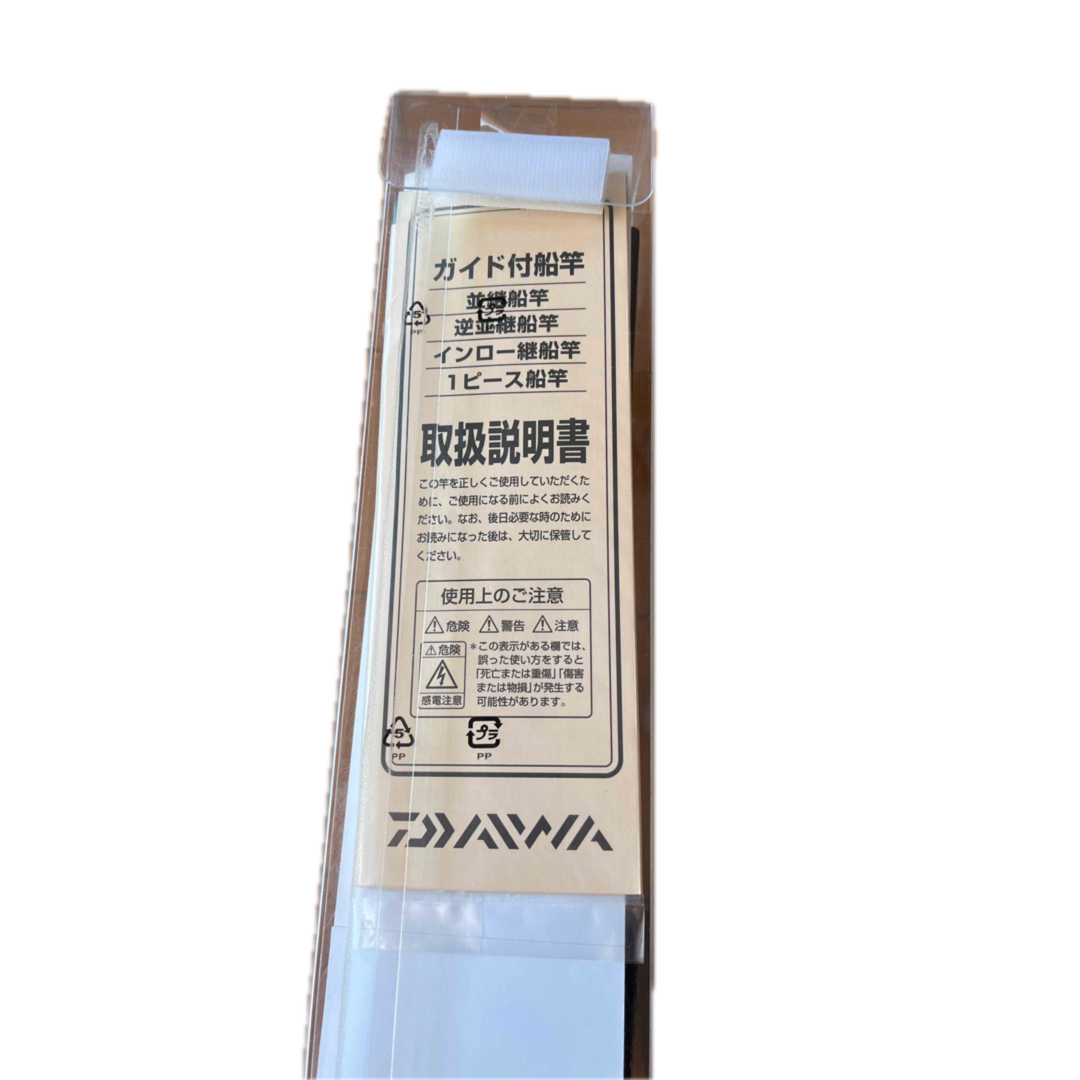 ガイド付船竿
並継船竿
逆並継船竿
インロー継船竿
1ピース船竿
取扱説明書
この竿を正しくご使用していただくた
めに、ご使用になる前によくお読みく
ださい。なお、後日必要な時のために
お読みになった後は、大切に保管して
ください。
使用上のご注意
危険 警告 注意
危険
感電注意
*この表示がある欄では、
誤った使い方をすると
「死亡または重傷」「傷害
または物損」が発生する
可能性があります。
5
PP
プラ
5
PP
プラ
PP
DAIWA